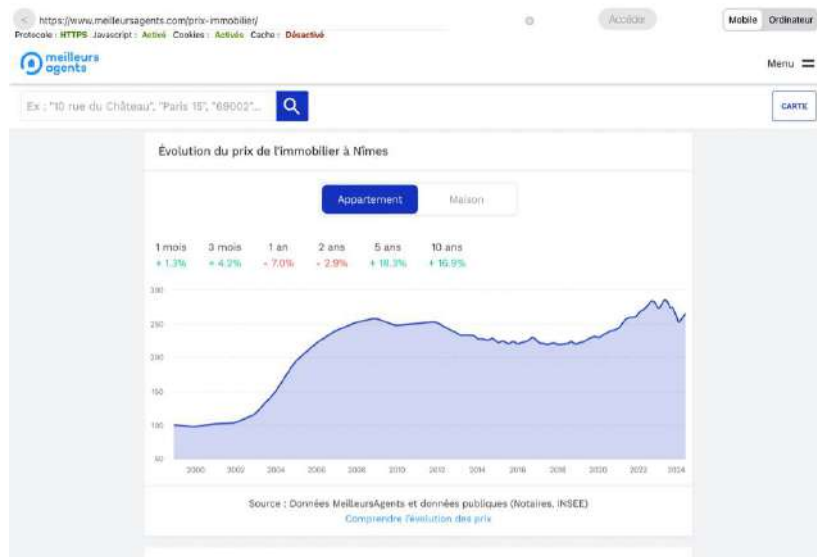 https://www.meilleursagents.com/prix-immobilier/
Accéder
Mobile Ordinateur
Protocole : HTTPS Javascript : Activé Cookies : Activés Cache : Désactivé
meilleurs
agents
Menu
Ex : "10 rue du Château", "Paris 15", "69002"...
CARTE
Évolution du prix de l'immobilier à Nîmes
Appartement Maison
1 mois 3 mois 1 an 2 ans 5 ans 10 ans
+ 1.3% + 4.2% - 7.0% - 2.9% + 18.3% + 16.9%
300
250
200
150
100
50
2000 2002 2004 2006 2008 2010 2012 2014 2016 2018 2020 2022 2024
Source : Données MeilleursAgents et données publiques (Notaires, INSEE)
Comprendre l'évolution des prix